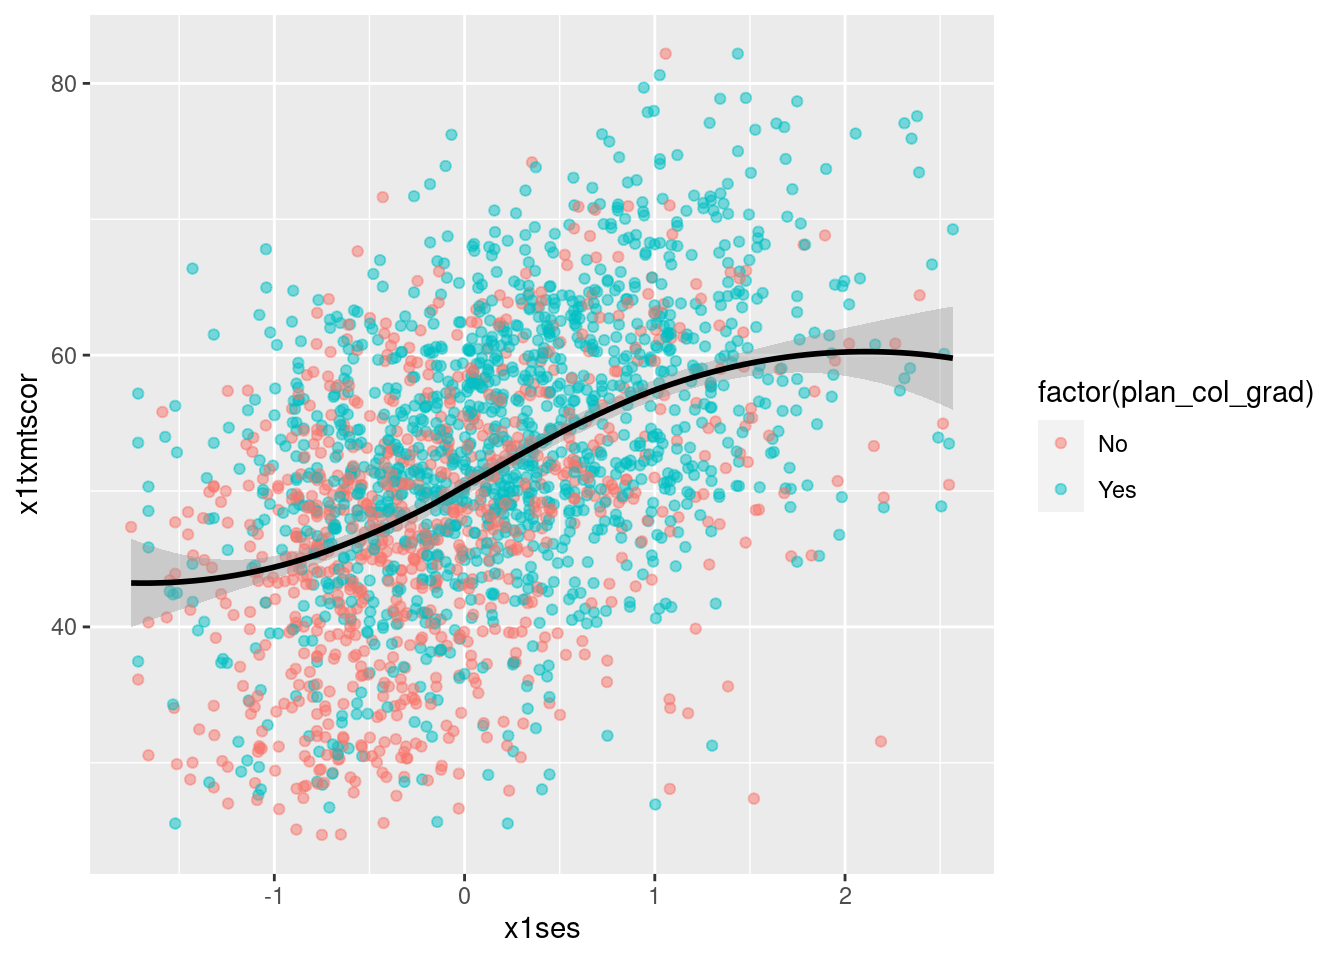 80
60
40
x1txmtscor
-1
0
1
2
x1ses
factor(plan_col_grad)
No
Yes